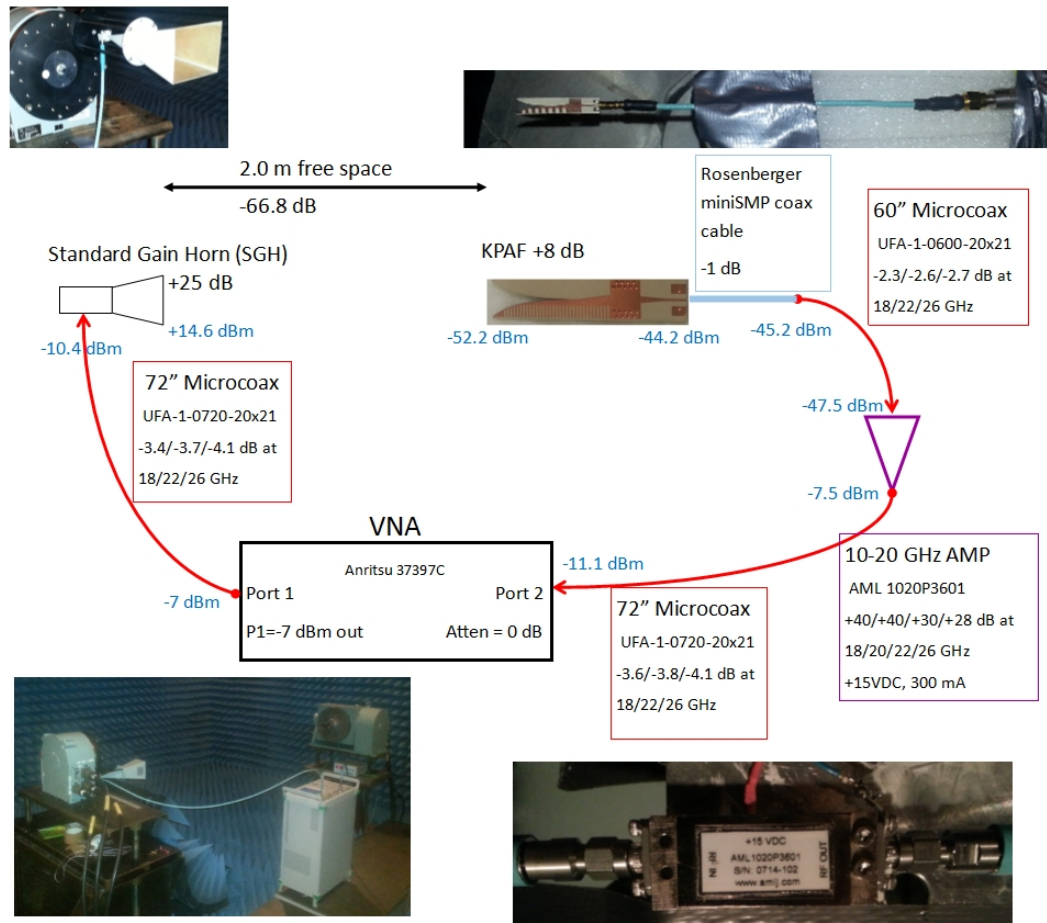 2.0 m free space
-66.8 dB
Standard Gain Horn (SGH)
+25 dB
+14.6 dBm
-10.4 dBm
72” Microcoax
UFA-1-0720-20x21
-3.4/-3.7/-4.1 dB at
18/22/26 GHz
KPAF +8 dB
-52.2 dBm
-44.2 dBm
Rosenberger
miniSMP coax
cable
-1 dB
-45.2 dBm
60” Microcoax
UFA-1-0600-20x21
-2.3/-2.6/-2.7 dB at
18/22/26 GHz
-47.5 dBm
-7.5 dBm
10-20 GHz AMP
AML 1020P3601
+40/+40/+30/+28 dB at
18/20/22/26 GHz
+15VDC, 300 mA
VNA
Anritsu 37397C
-7 dBm
Port 1
Port 2
P1=-7 dBm out
Atten = 0 dB
-11.1 dBm
72” Microcoax
UFA-1-0720-20x21
-3.6/-3.8/-4.1 dB at
18/22/26 GHz
+15 VDC
AML1020P3601
S/N: 0714-102
www.amlj.com
RF IN
RF OUT